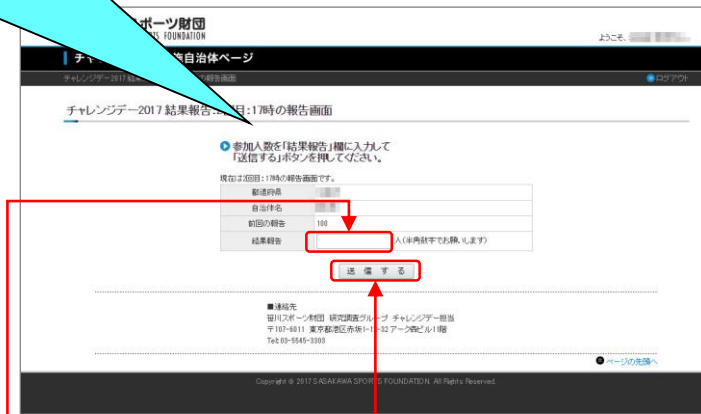 ポーツ財団
FOUNDATION
ようこそ、
自治体ページ
チャレンジデー2017 結
の報告画面
ログアウト
チャレンジデー2017 結果報告:2回目:17時の報告画面
参加人数を「結果報告」欄に入力して
「送信する」ボタンを押してください。
現在は2回目:17時の報告画面です。
都道府県
自治体名
前回の報告 100
結果報告 人(半角数字でお願いします)
送 信 す る
■連絡先
笹川スポーツ財団 研究調査グループ チャレンジデー担当
〒107-6011 東京都港区赤坂1-12-32 アーク森ビル11階
Tel:03-5545-3303
ページの先頭へ
Copyright © 2017 SASAKAWA SPORTS FOUNDATION. All Rights Reserved.